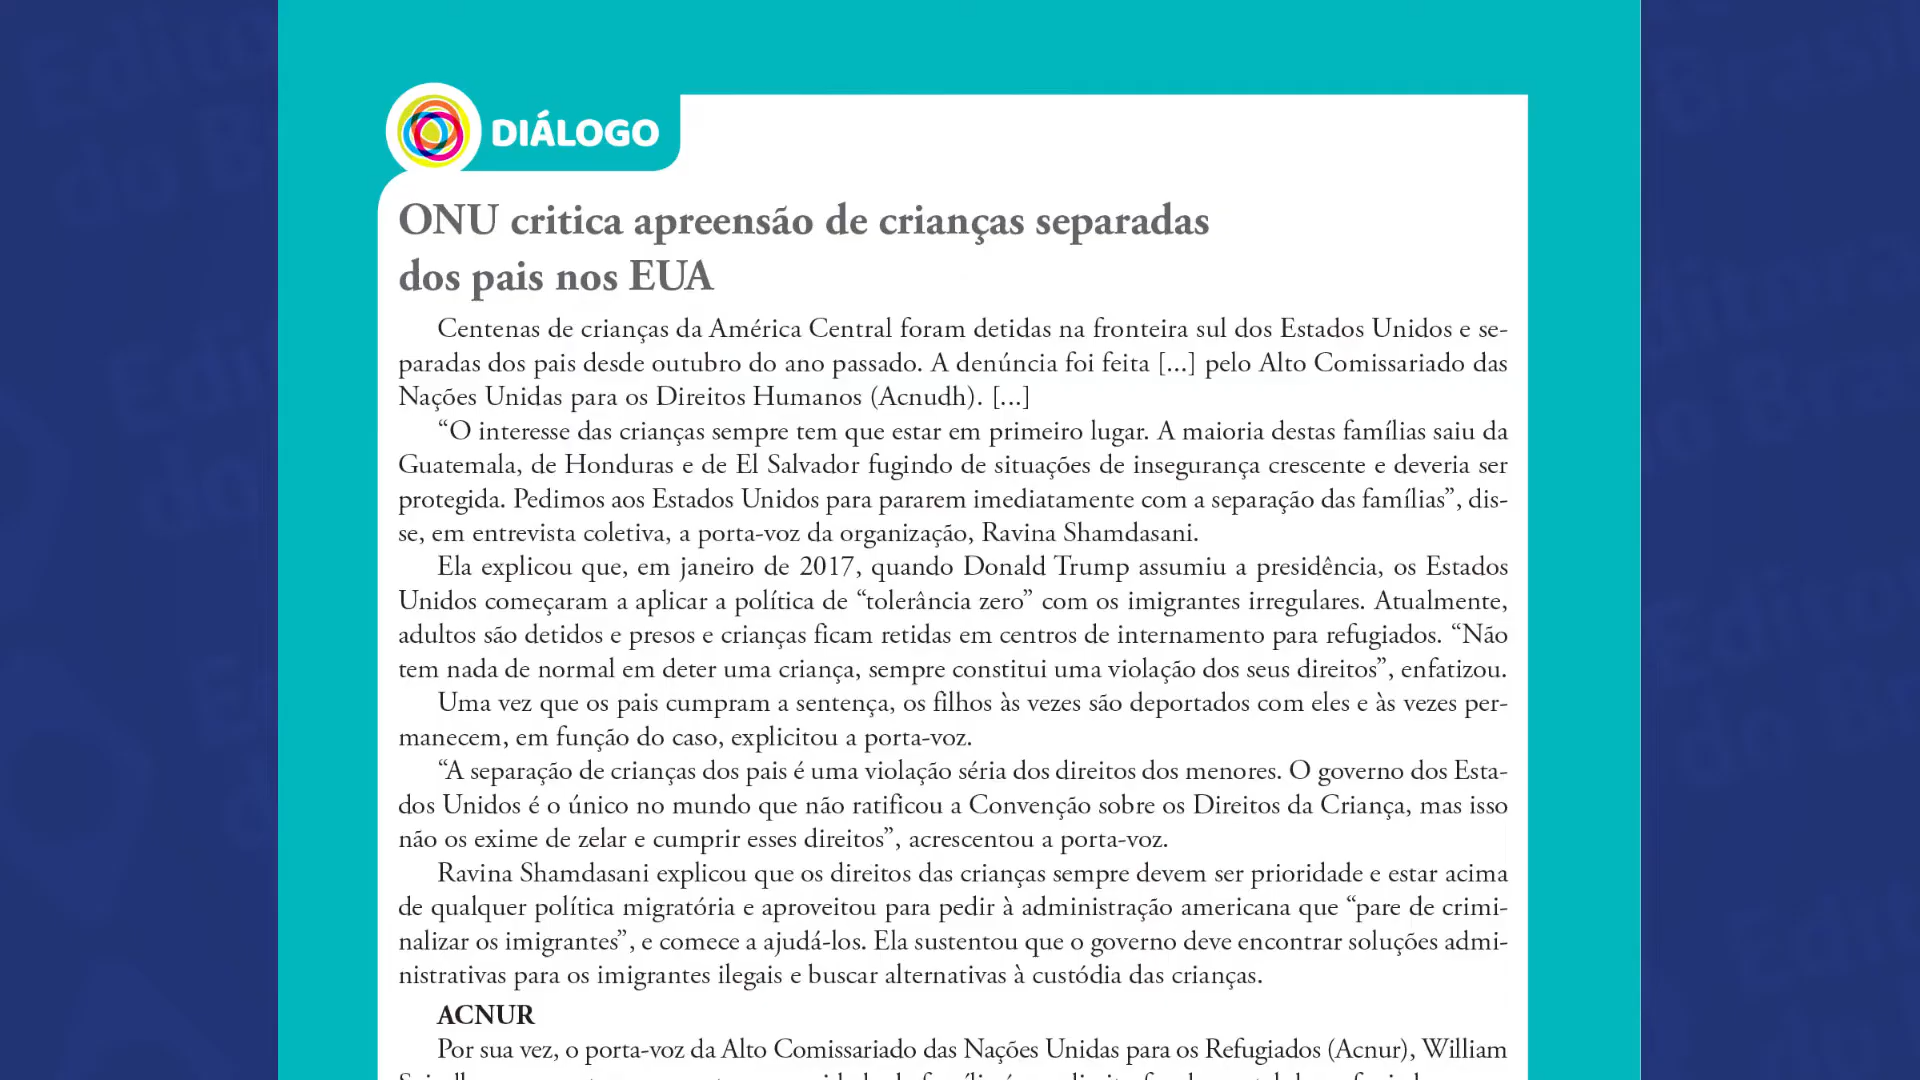 DIÁLOGO
ONU critica apreensão de crianças separadas
dos pais nos EUA
Centenas de crianças da América Central foram detidas na fronteira sul dos Estados Unidos e se-
paradas dos pais desde outubro do ano passado. A denúncia foi feita [...] pelo Alto Comissariado das
Nações Unidas para os Direitos Humanos (Acnudh). [...]
“O interesse das crianças sempre tem que estar em primeiro lugar. A maioria destas famílias saiu da
Guatemala, de Honduras e de El Salvador fugindo de situações de insegurança crescente e deveria ser
protegida. Pedimos aos Estados Unidos para pararem imediatamente com a separação das famílias”, dis-
se, em entrevista coletiva, a porta-voz da organização, Ravina Shamdasani.
Ela explicou que, em janeiro de 2017, quando Donald Trump assumiu a presidência, os Estados
Unidos começaram a aplicar a política de “tolerância zero” com os imigrantes irregulares. Atualmente,
adultos são detidos e presos e crianças ficam retidas em centros de internamento para refugiados. “Não
tem nada de normal em deter uma criança, sempre constitui uma violação dos seus direitos”, enfatizou.
Uma vez que os pais cumpram a sentença, os filhos às vezes são deportados com eles e às vezes per-
manecem, em função do caso, explicitou a porta-voz.
“A separação de crianças dos pais é uma violação séria dos direitos dos menores. O governo dos Esta-
dos Unidos é o único no mundo que não ratificou a Convenção sobre os Direitos da Criança, mas isso
não os exime de zelar e cumprir esses direitos”, acrescentou a porta-voz.
Ravina Shamdasani explicou que os direitos das crianças sempre devem ser prioridade e estar acima
de qualquer política migratória e aproveitou para pedir à administração americana que “pare de crimi-
nalizar os imigrantes”, e comece a ajudá-los. Ela sustentou que o governo deve encontrar soluções admi-
nistrativas para os imigrantes ilegais e buscar alternativas à custódia das crianças.
ACNUR
Por sua vez, o porta-voz da Alto Comissariado das Nações Unidas para os Refugiados (Acnur), William